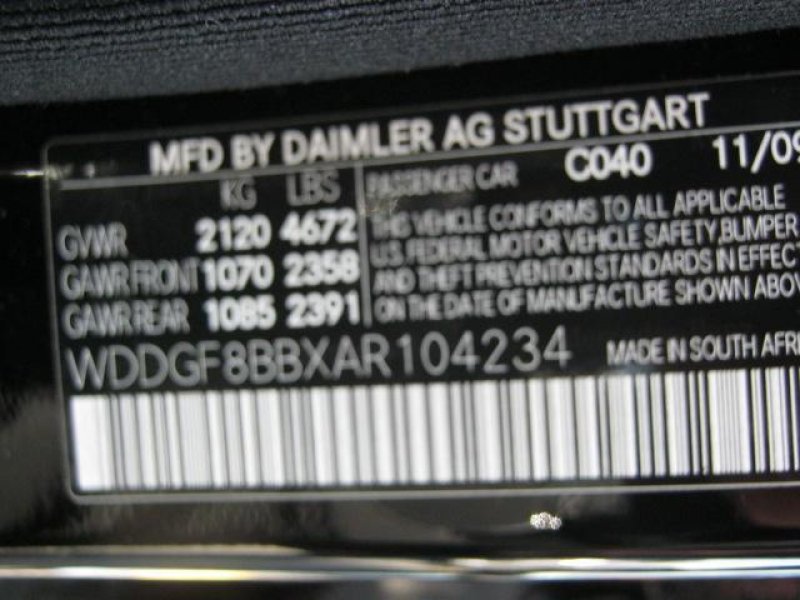 MFD BY DAIMLER AG STUTTGART
KG LBS PASSENGER CAR C040 11/09
GVWR 2120 4672 THIS VEHICLE CONFORMS TO ALL APPLICABLE
U.S. FEDERAL MOTOR VEHICLE SAFETY, BUMPER
GAWR FRONT 1070 2358 AND THEFT PREVENTION STANDARDS IN EFFECT
GAWR REAR 1085 2391 ON THE DATE OF MANUFACTURE SHOWN ABOV
WDDGF8BBXAR104234 MADE IN SOUTH AFRI